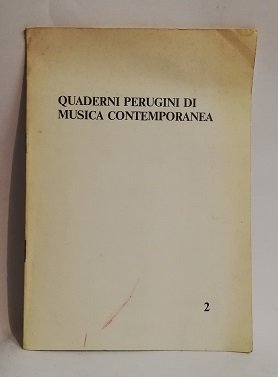 QUADERNI PERUGINI DI
MUSICA CONTEMPORANEA
2